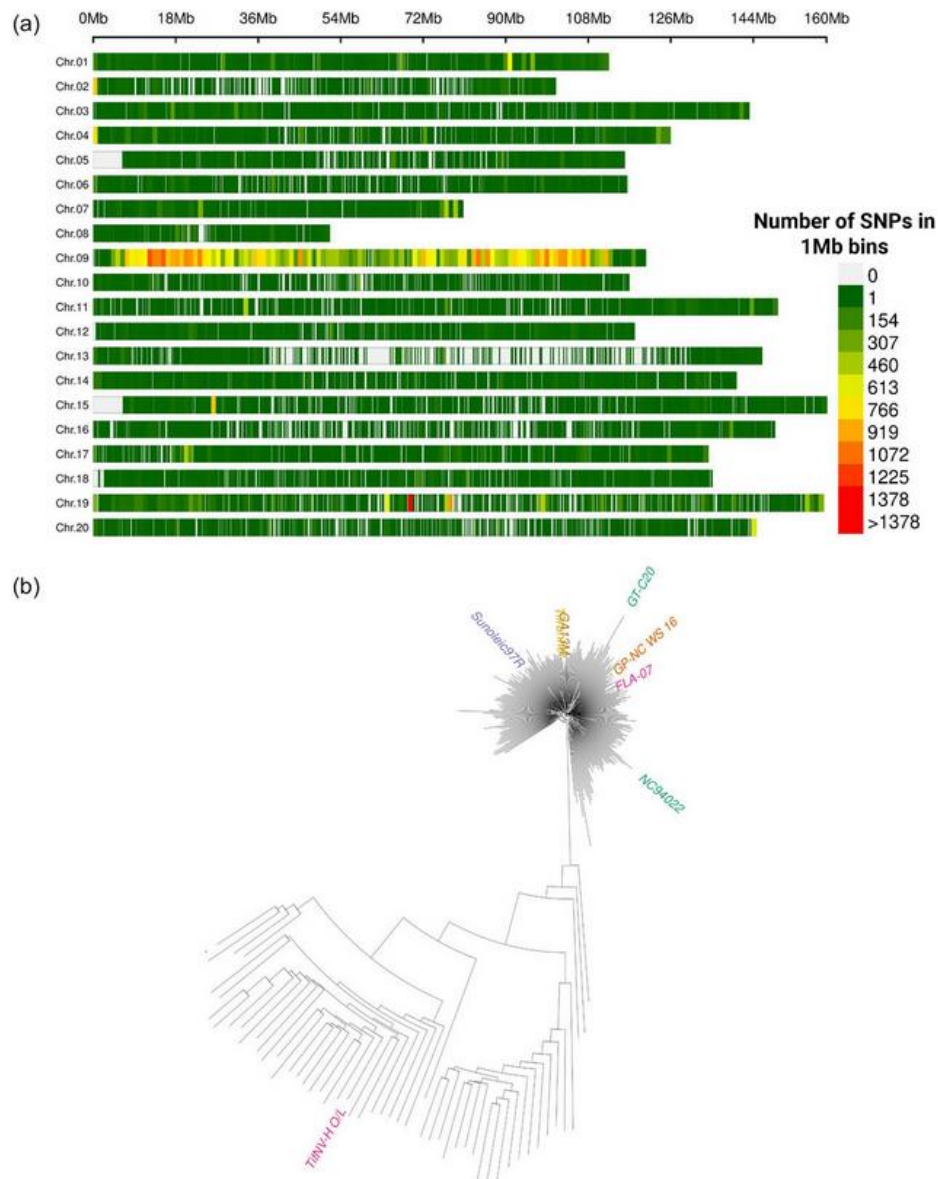 (a)
0Mb 18Mb 36Mb 54Mb 72Mb 90Mb 108Mb 126Mb 144Mb 160Mb
Chr.01
Chr.02
Chr.03
Chr.04
Chr.05
Chr.06
Chr.07
Chr.08
Chr.09
Chr.10
Chr.11
Chr.12
Chr.13
Chr.14
Chr.15
Chr.16
Chr.17
Chr.18
Chr.19
Chr.20
Number of SNPs in
1Mb bins
0
1
154
307
460
613
766
919
1072
1225
1378
>1378
(b)
GT-C20
Sunoleic97R
GP-NC WS 16
FLA-07
NC94022
TifNV-H O/L